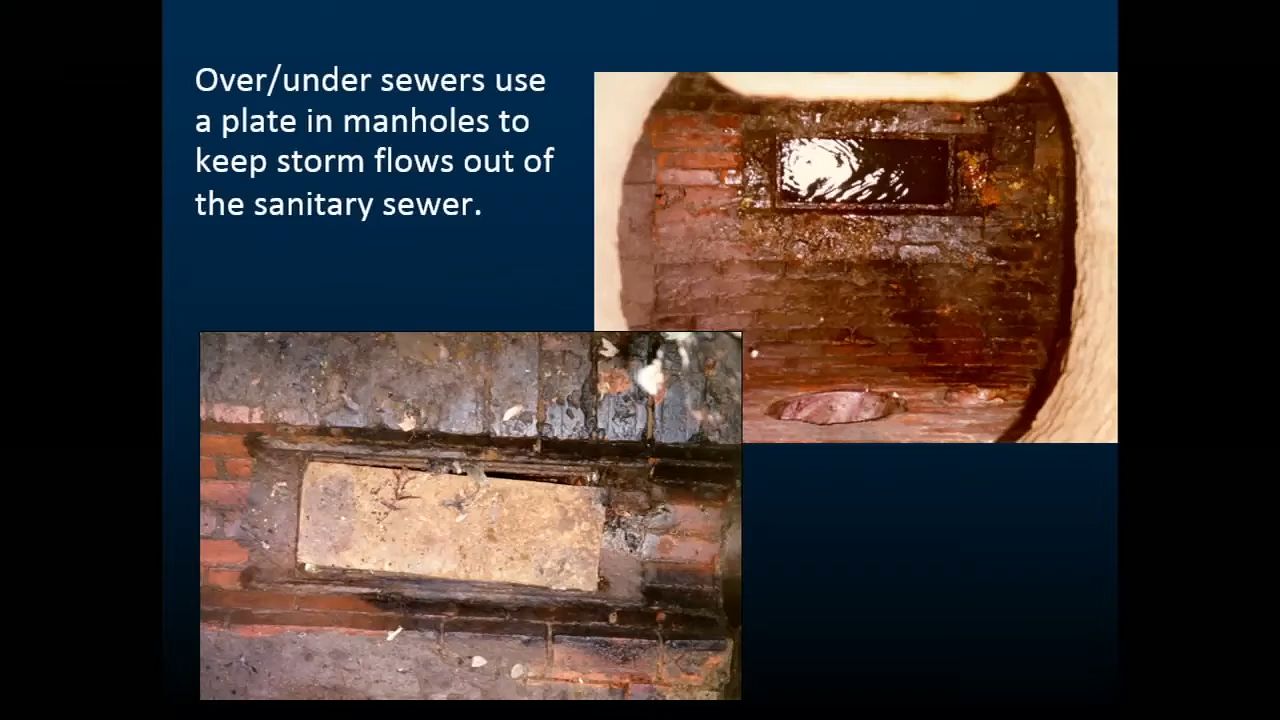 Over/under sewers use
a plate in manholes to
keep storm flows out of
the sanitary sewer.